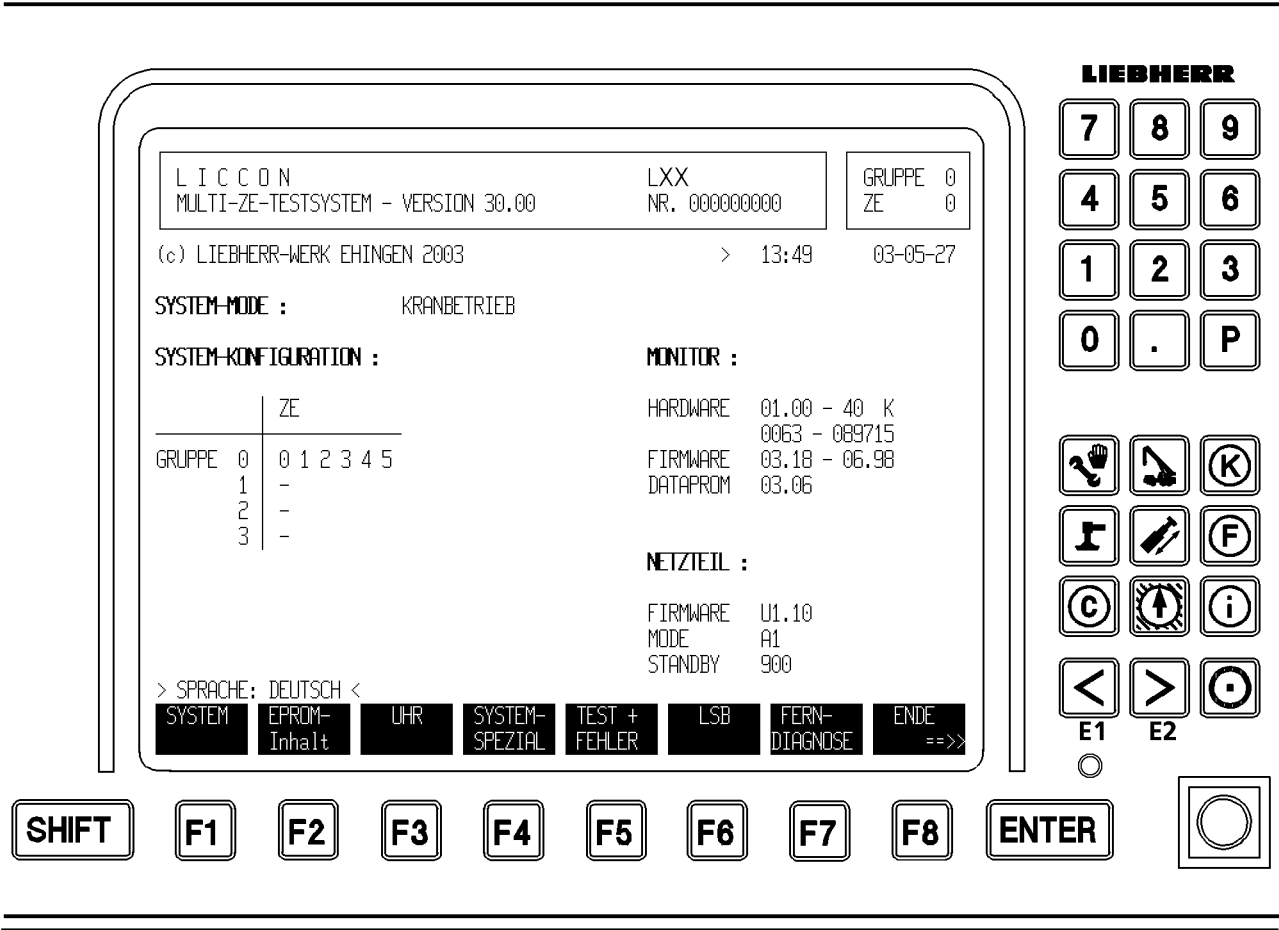 LIEBHERR
7 8 9
4 5 6
1 2 3
0 . P
LICCON LXX GRUPPE 0
MULTI-ZE-TESTSYSTEM - VERSION 30.00 NR. 000000000 ZE 0
(c) LIEBHERR-WERK EHINGEN 2003 > 13:49 03-05-27
SYSTEM-MODE : KRANBETRIEB
SYSTEM-KONFIGURATION : MONITOR :
ZE HARDWARE 01.00 - 40 K
0063 - 089715
GRUPPE 0 0 1 2 3 4 5 FIRMWARE 03.18 - 06.98
1 - DATAPROM 03.06
2 -
3 -
NETZTEIL :
FIRMWARE U1.10
MODE A1
STANDBY 900
> SPRACHE: DEUTSCH <
SYSTEM EPROM- UHR SYSTEM- TEST + LSB FERN- ENDE
Inhalt SPEZIAL FEHLER DIAGNOSE ==>>
K
F
C i
< >
E1 E2
SHIFT F1 F2 F3 F4 F5 F6 F7 F8 ENTER